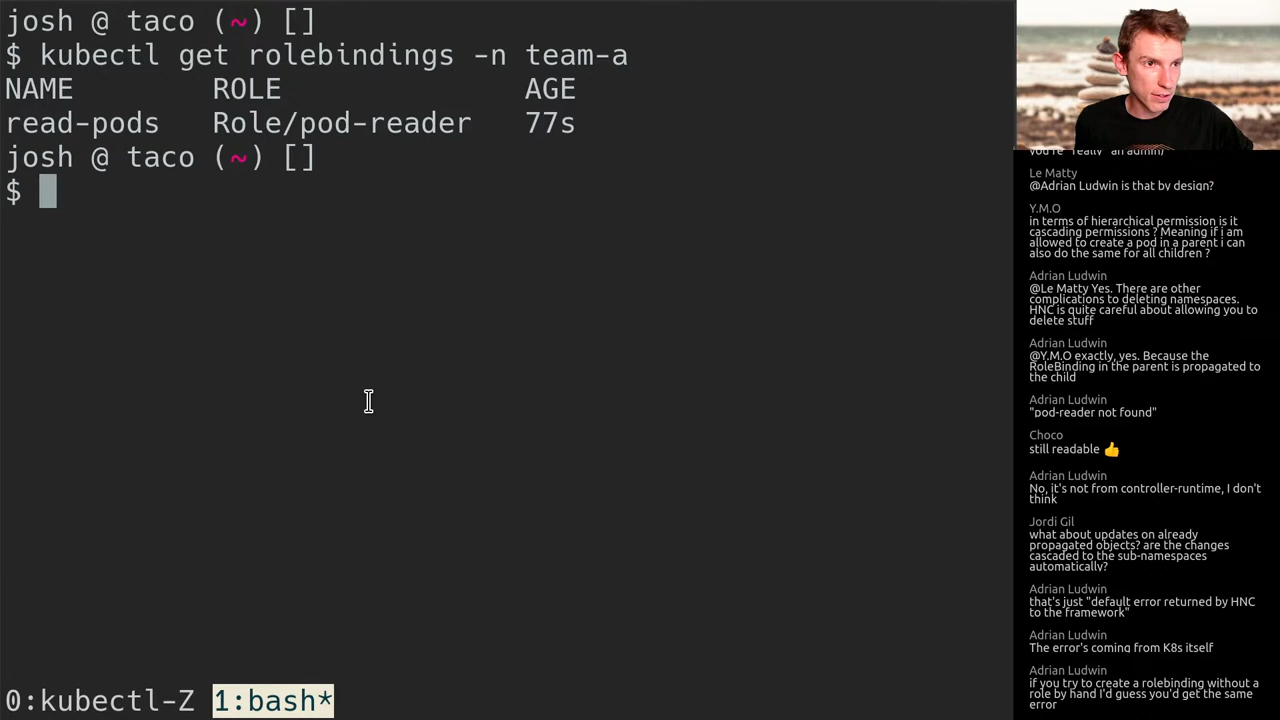 josh @ taco (~) []
$ kubectl get rolebindings -n team-a
NAME ROLE AGE
read-pods Role/pod-reader 77s
josh @ taco (~) []
$
0:kubectl-Z 1:bash*
you're "really" an admin)
Le Matty
@Adrian Ludwin is that by design?
Y.M.O
in terms of hierarchical permission is it
cascading permissions ? Meaning if i am
allowed to create a pod in a parent i can
also do the same for all children ?
Adrian Ludwin
@Le Matty Yes. There are other
complications to deleting namespaces.
HNC is quite careful about allowing you to
delete stuff
Adrian Ludwin
@Y.M.O exactly, yes. Because the
RoleBinding in the parent is propagated to
the child
Adrian Ludwin
"pod-reader not found"
Choco
still readable 👍
Adrian Ludwin
No, it's not from controller-runtime, I don't
think
Jordi Gil
what about updates on already
propagated objects? are the changes
cascaded to the sub-namespaces
automatically?
Adrian Ludwin
that's just "default error returned by HNC
to the framework"
Adrian Ludwin
The error's coming from K8s itself
Adrian Ludwin
if you try to create a rolebinding without a
role by hand I'd guess you'd get the same
error